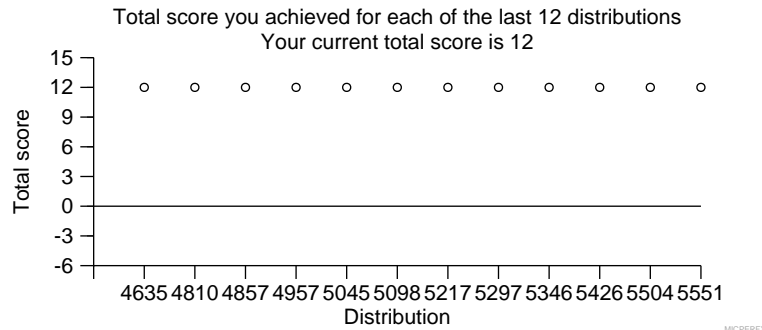 Total score you achieved for each of the last 12 distributions
Your current total score is 12
15
12
9
6
3
0
-3
-6
Total score
4635 4810 4857 4957 5045 5098 5217 5297 5346 5426 5504 5551
Distribution